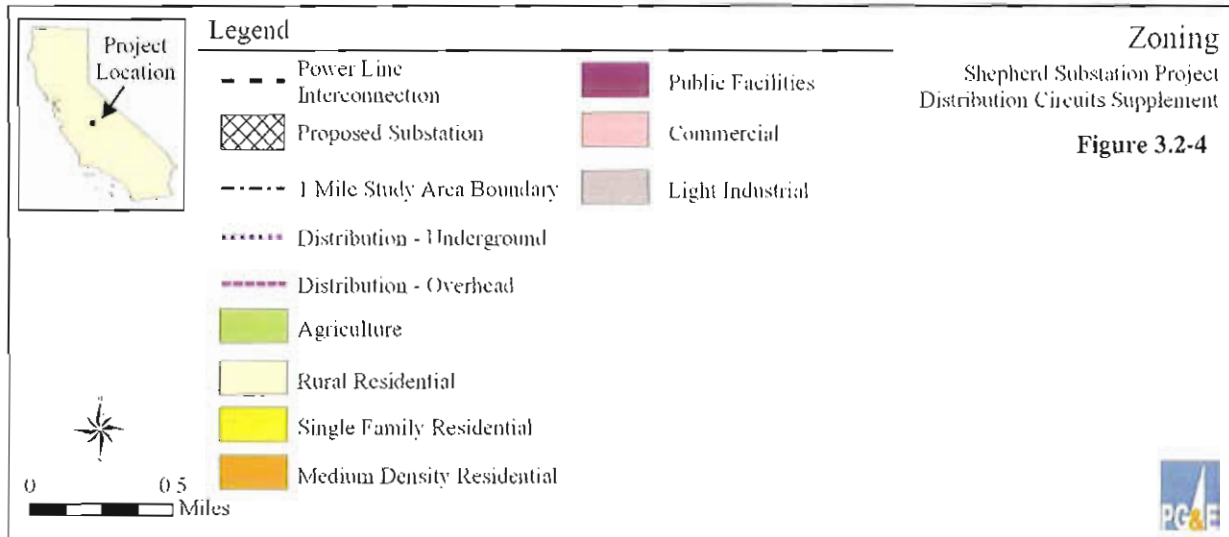 Project
Location
Legend
Power Line
Interconnection
Proposed Substation
1 Mile Study Area Boundary
Distribution - Underground
Distribution - Overhead
Agriculture
Rural Residential
Single Family Residential
Medium Density Residential
Public Facilities
Commercial
Light Industrial
Zoning
Shepherd Substation Project
Distribution Circuits Supplement
Figure 3.2-4
0 0 5
Miles
PG&E